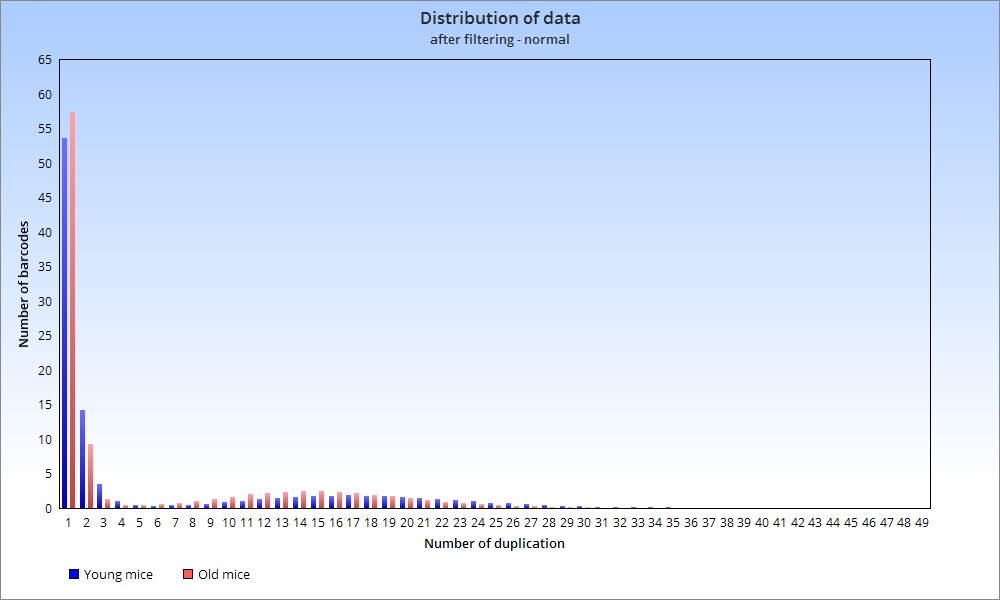 Distribution of data
after filtering - normal
65
60
55
50
45
40
35
30
25
20
15
10
5
0
Number of barcodes
1 2 3 4 5 6 7 8 9 10 11 12 13 14 15 16 17 18 19 20 21 22 23 24 25 26 27 28 29 30 31 32 33 34 35 36 37 38 39 40 41 42 43 44 45 46 47 48 49
Number of duplication
Young mice Old mice